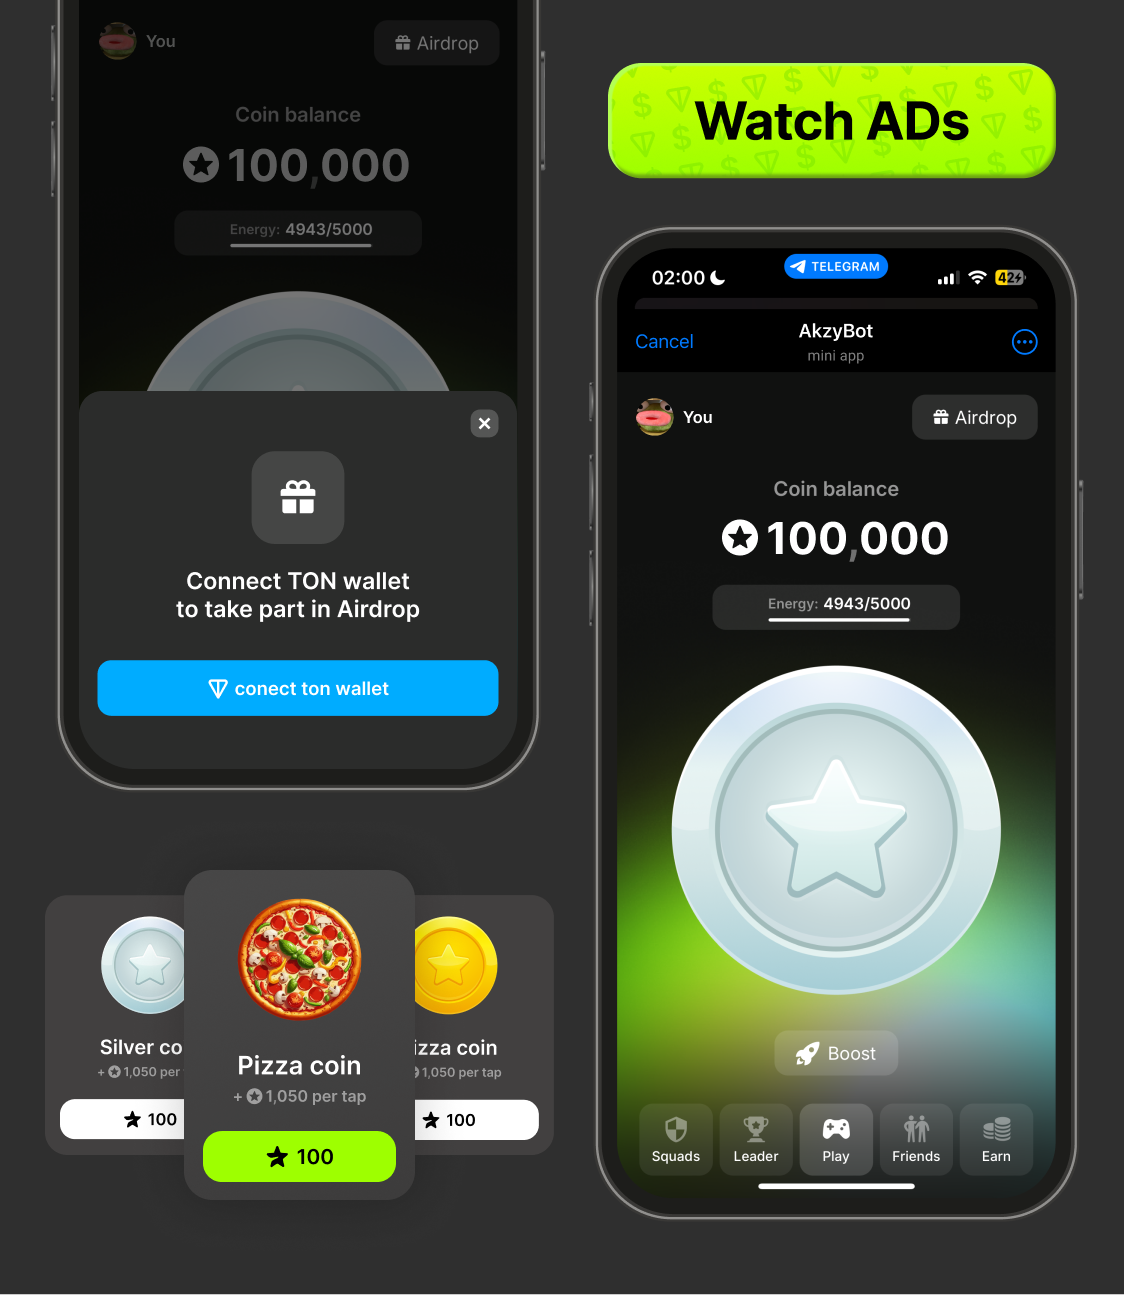 You
Airdrop
Coin balance
100,000
Energy: 4943/5000
Connect TON wallet
to take part in Airdrop
conect ton wallet
Watch ADs
02:00
TELEGRAM
42
Cancel
AkzyBot
mini app
You
Airdrop
Coin balance
100,000
Energy: 4943/5000
Boost
Squads
Leader
Play
Friends
Earn
Silver co
+ 1,050 per
100
Pizza coin
+ 1,050 per tap
100
izza coin
1,050 per tap
100